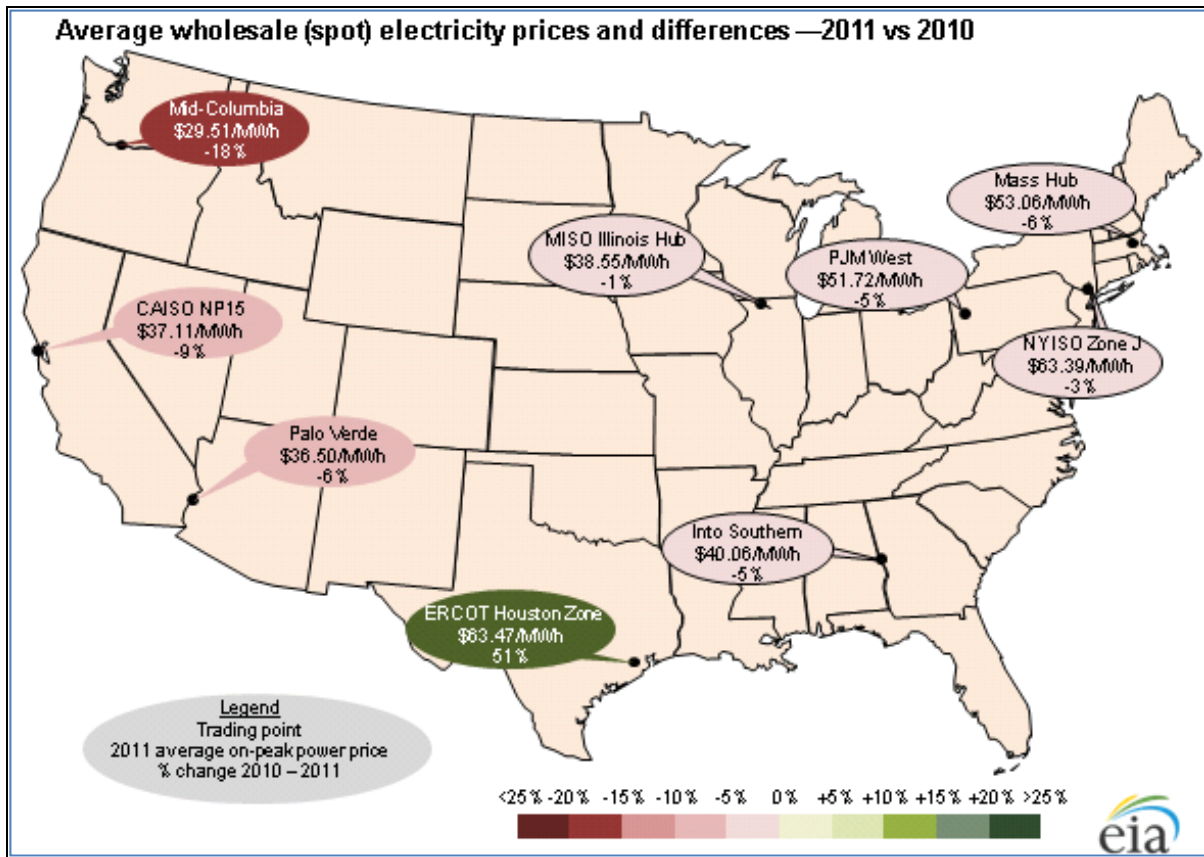 Average wholesale (spot) electricity prices and differences —2011 vs 2010
Mid-Columbia
$29.51/MWh
-18%
Mass Hub
$53.06/MWh
-6%
MISO Illinois Hub
$38.55/MWh
-1%
PJM West
$51.72/MWh
-5%
CAISO NP15
$37.11/MWh
-9%
NYISO Zone J
$63.39/MWh
-3%
Palo Verde
$36.50/MWh
-6%
Into Southern
$40.06/MWh
-5%
ERCOT Houston Zone
$63.47/MWh
51%
Legend
Trading point
2011 average on-peak power price
% change 2010 – 2011
<25% -20% -15% -10% -5% 0% +5% +10% +15% +20% >25%
eia